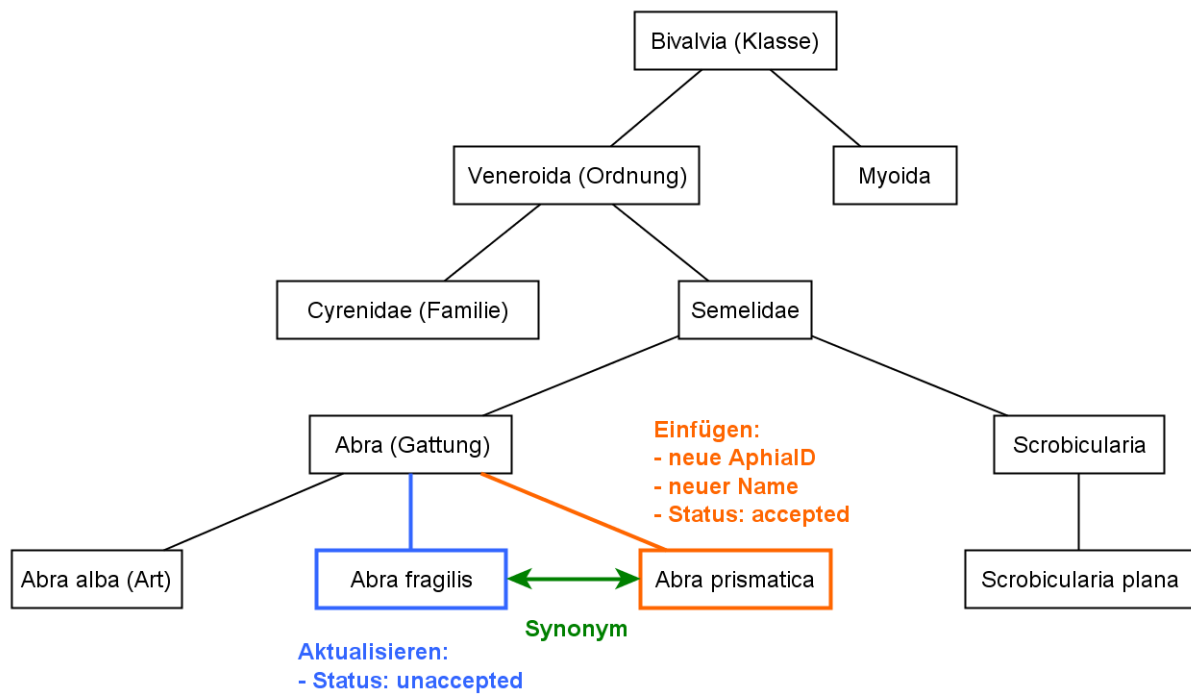 Bivalvia (Klasse)
Veneroida (Ordnung)
Myoida
Cyrenidae (Familie)
Semelidae
Abra (Gattung)
Einfügen:
- neue AphiaID
- neuer Name
- Status: accepted
Scrobicularia
Abra alba (Art)
Abra fragilis
Abra prismatica
Scrobicularia plana
Synonym
Aktualisieren:
- Status: unaccepted